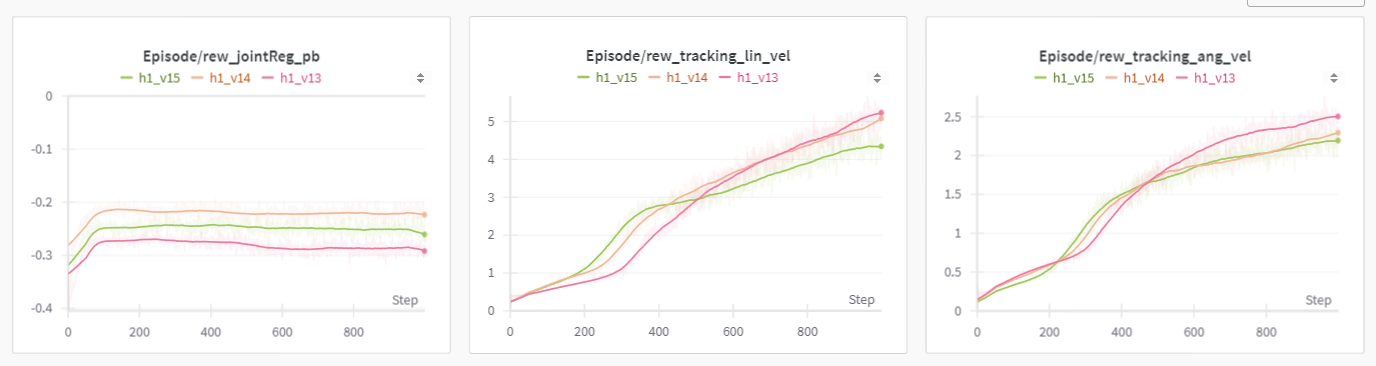 Episode/rew_jointReg_pb
h1_v15 h1_v14 h1_v13
0
-0.1
-0.2
-0.3
-0.4
Step
0 200 400 600 800
Episode/rew_tracking_lin_vel
h1_v15 h1_v14 h1_v13
5
4
3
2
1
0
Step
0 200 400 600 800
Episode/rew_tracking_ang_vel
h1_v15 h1_v14 h1_v13
2.5
2
1.5
1
0.5
0
Step
0 200 400 600 800